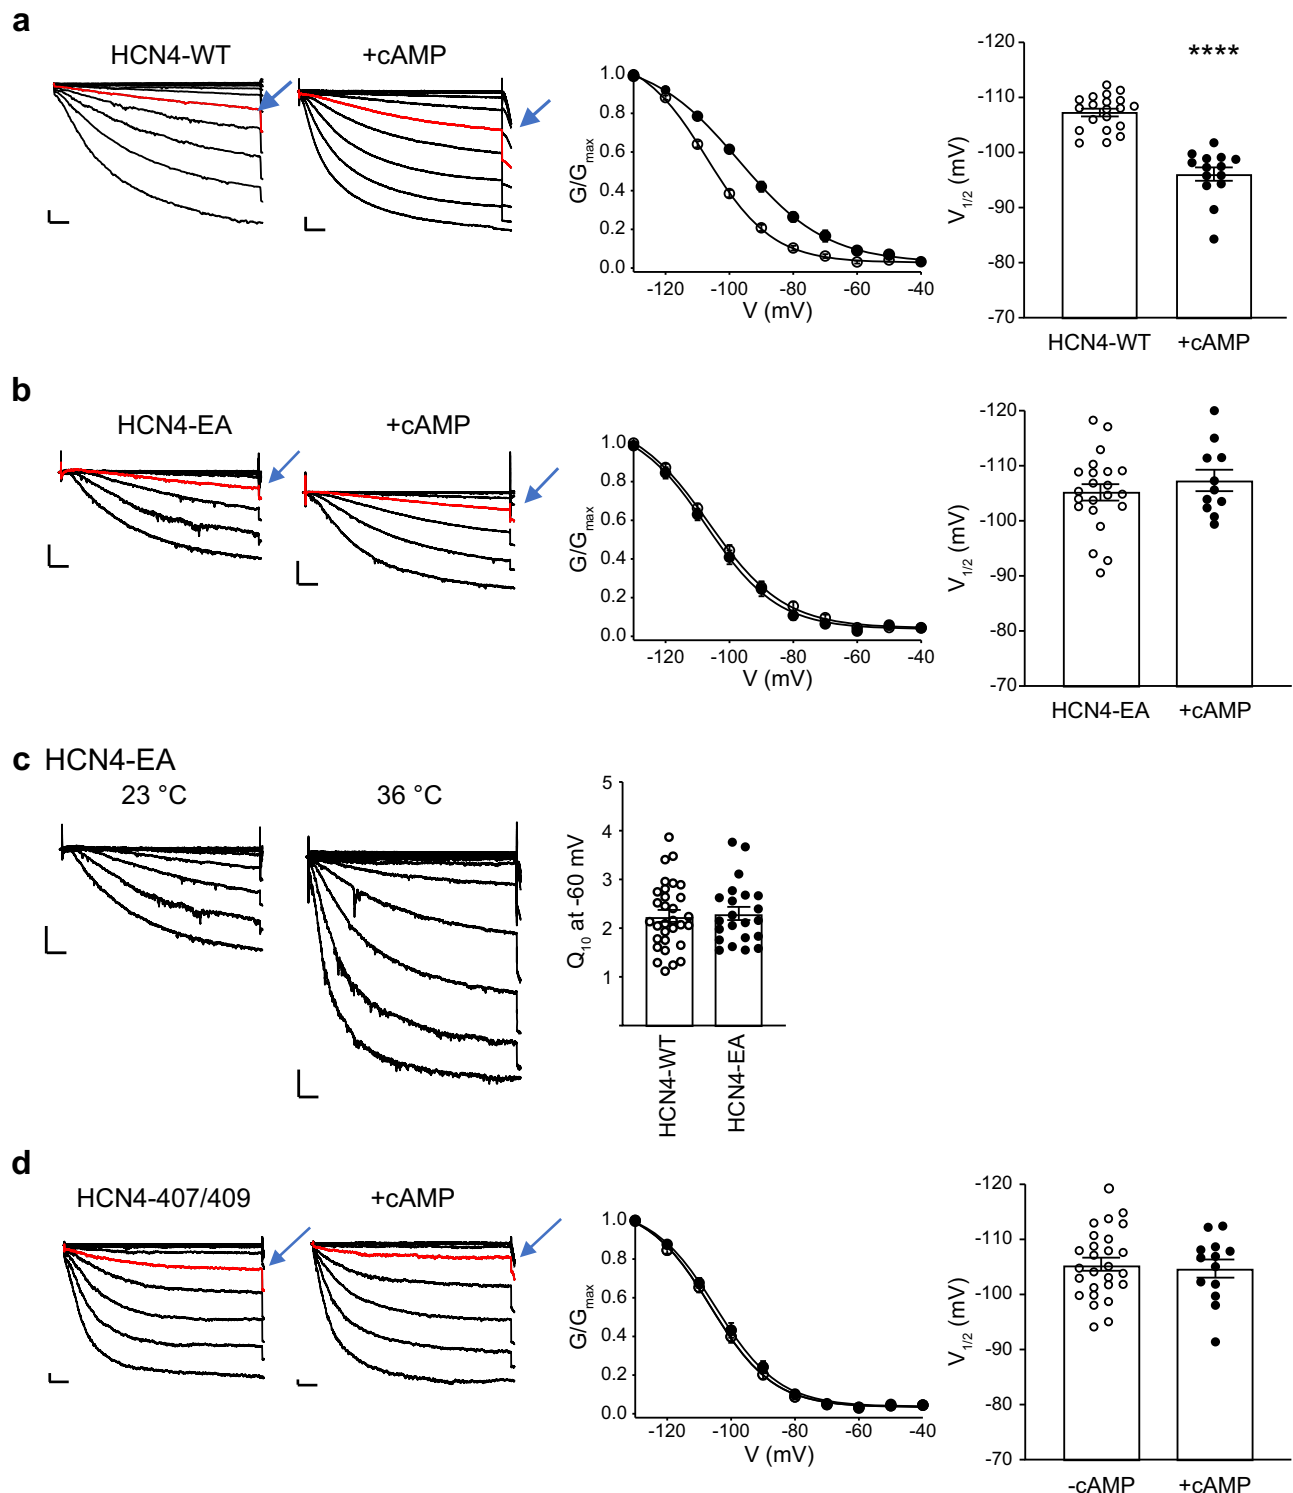 a
HCN4-WT +cAMP
1.0
0.8
0.6
0.4
0.2
0.0
G/Gmax
-120 -100 -80 -60 -40
V (mV)
****
-120
-110
-100
-90
-80
-70
V1/2 (mV)
HCN4-WT +cAMP
b
HCN4-EA +cAMP
1.0
0.8
0.6
0.4
0.2
0.0
G/Gmax
-120 -100 -80 -60 -40
V (mV)
-120
-110
-100
-90
-80
-70
V1/2 (mV)
HCN4-EA +cAMP
c HCN4-EA
23 °C 36 °C
5
4
3
2
1
Q10 at -60 mV
HCN4-WT
HCN4-EA
d
HCN4-407/409 +cAMP
1.0
0.8
0.6
0.4
0.2
0.0
G/Gmax
-120 -100 -80 -60 -40
V (mV)
-120
-110
-100
-90
-80
-70
V1/2 (mV)
-cAMP +cAMP